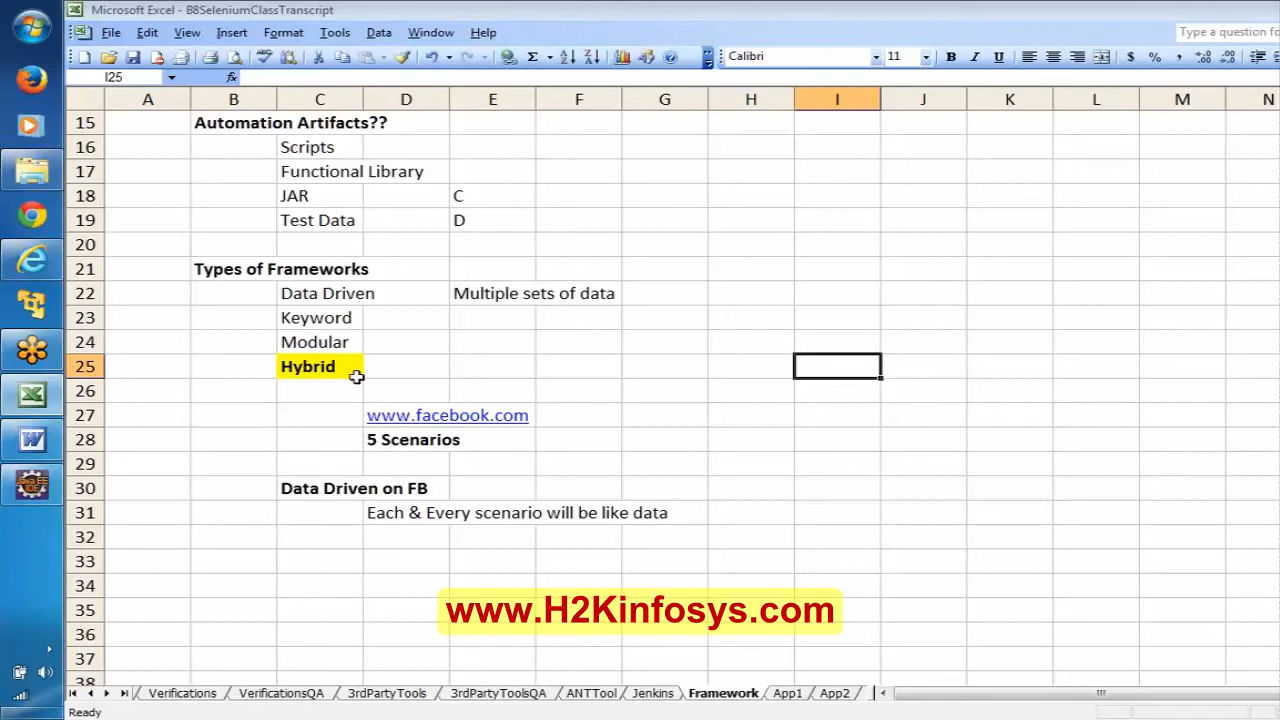 Microsoft Excel - B8SeleniumClassTranscript
File Edit View Insert Format Tools Data Window Help
Type a question fo
Calibri 11 B I U $ % ,
I25 fx
A B C D E F G H I J K L M N
15 Automation Artifacts??
16 Scripts
17 Functional Library
18 JAR C
19 Test Data D
20
21 Types of Frameworks
22 Data Driven Multiple sets of data
23 Keyword
24 Modular
25 Hybrid
26
27 www.facebook.com
28 5 Scenarios
29
30 Data Driven on FB
31 Each & Every scenario will be like data
32
33
34
35
www.H2Kinfosys.com
36
37
38
Verifications VerificationsQA 3rdPartyTools 3rdPartyToolsQA ANTTool Jenkins Framework App1 App2
Ready